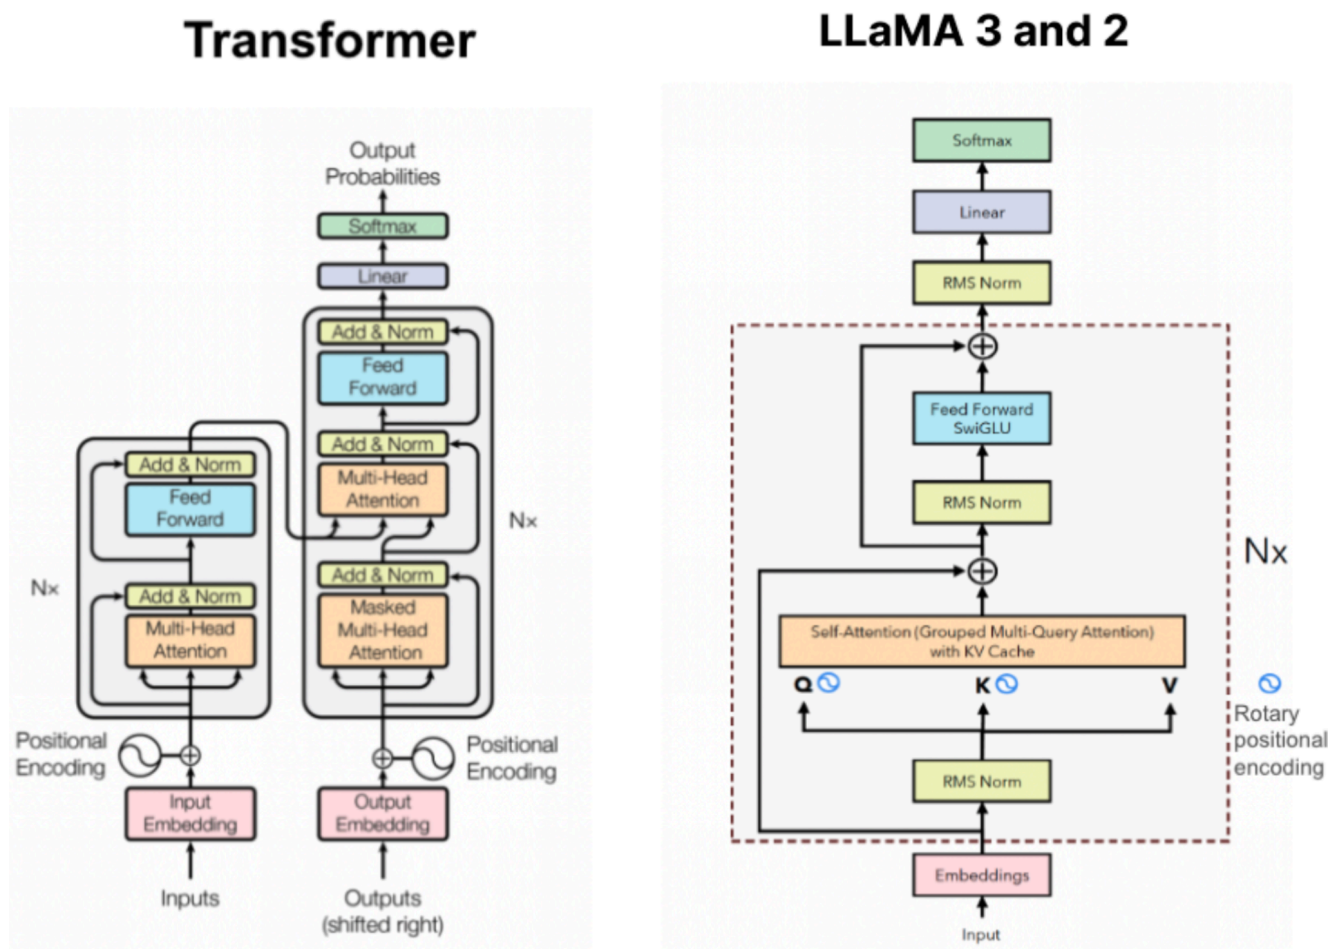 Transformer
Output
Probabilities
Softmax
Linear
Add & Norm
Feed
Forward
Add & Norm
Multi-Head
Attention
Add & Norm
Masked
Multi-Head
Attention
Nx
Positional
Encoding
Output
Embedding
Outputs
(shifted right)
Add & Norm
Feed
Forward
Add & Norm
Multi-Head
Attention
Nx
Positional
Encoding
Input
Embedding
Inputs
LLaMA 3 and 2
Softmax
Linear
RMS Norm
Feed Forward
SwiGLU
RMS Norm
Nx
Self-Attention (Grouped Multi-Query Attention)
with KV Cache
Q
K
V
Rotary
positional
encoding
RMS Norm
Embeddings
Input